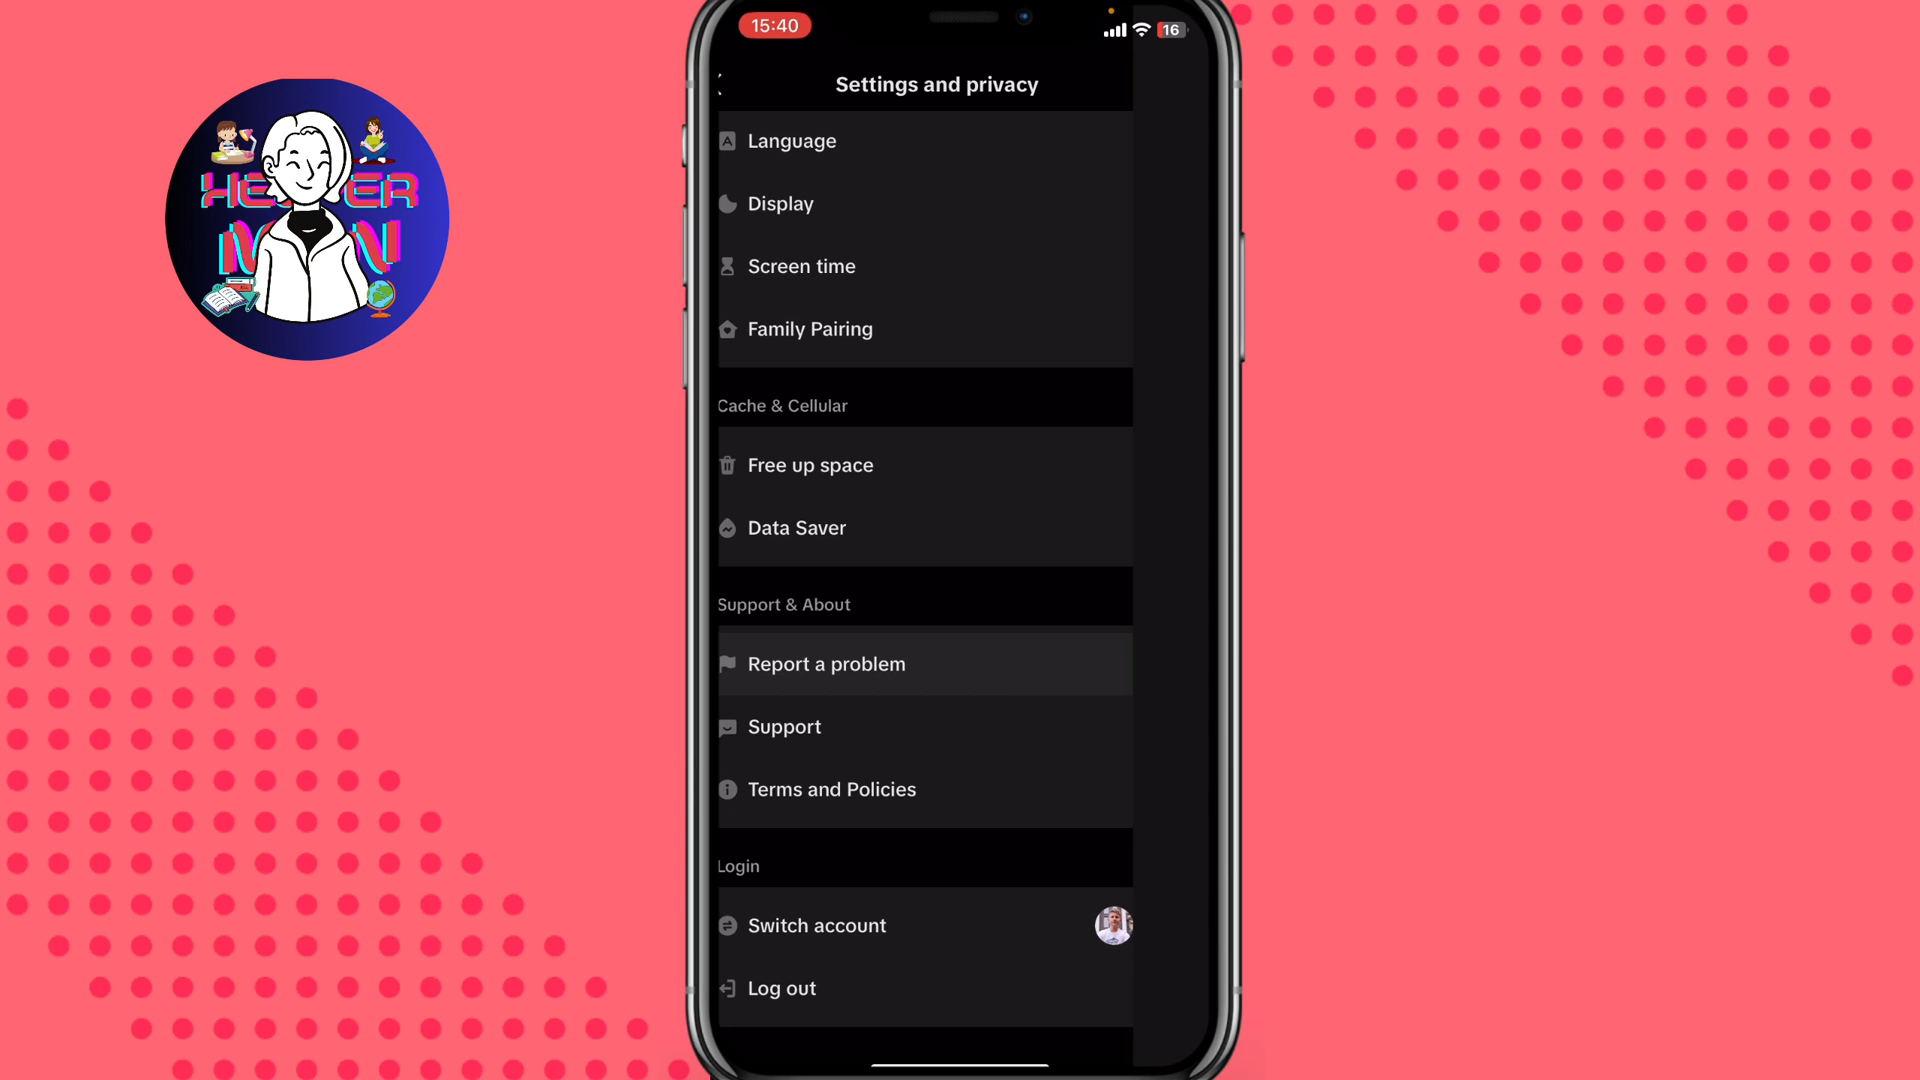 15:40
16
Settings and privacy
Language
Display
Screen time
Family Pairing
Cache & Cellular
Free up space
Data Saver
Support & About
Report a problem
Support
Terms and Policies
Login
Switch account
Log out